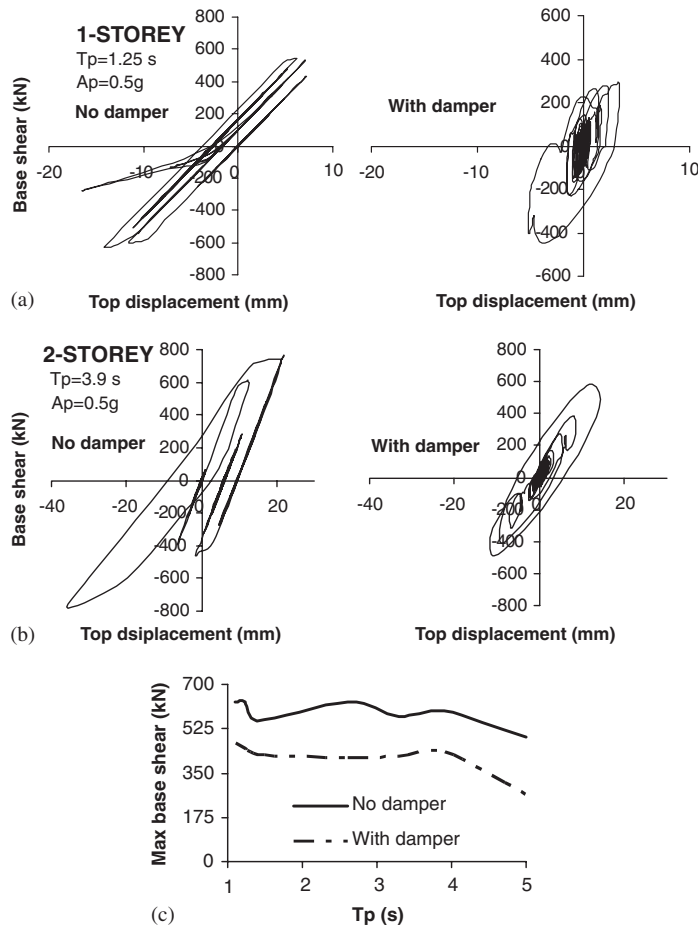 1-STOREY
Tp=1.25 s
Ap=0.5g
No damper
Base shear (kN)
800
600
400
200
0
200
-400
-600
-800
-20
-10
0
10
Top displacement (mm)
With damper
600
400
200
0
-200
-400
-600
-20
-10
0
10
Top displacement (mm)
(a)
2-STOREY
Tp=3.9 s
Ap=0.5g
No damper
Base shear (kN)
800
600
400
200
0
-200
-400
-600
-800
-40
-20
0
20
Top dsiplacement (mm)
With damper
800
600
400
200
0
-200
-400
-600
-800
-40
-20
0
20
Top displacement (mm)
(b)
Max base shear (kN)
700
525
350
175
0
No damper
With damper
1
2
3
4
5
(c)
Tp (s)